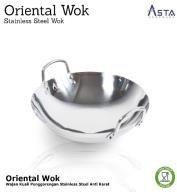 Oriental Wok
Stainless Steel Wok
ASTA
Oriental Wok
Wajan Kuali Penggorengan Stainless Steel Anti Karat